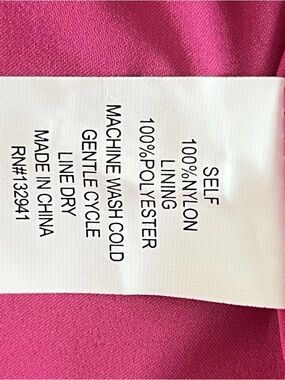 SELF
100%NYLON
LINING
100%POLYESTER
MACHINE WASH COLD
GENTLE CYCLE
LINE DRY
MADE IN CHINA
RN#132941